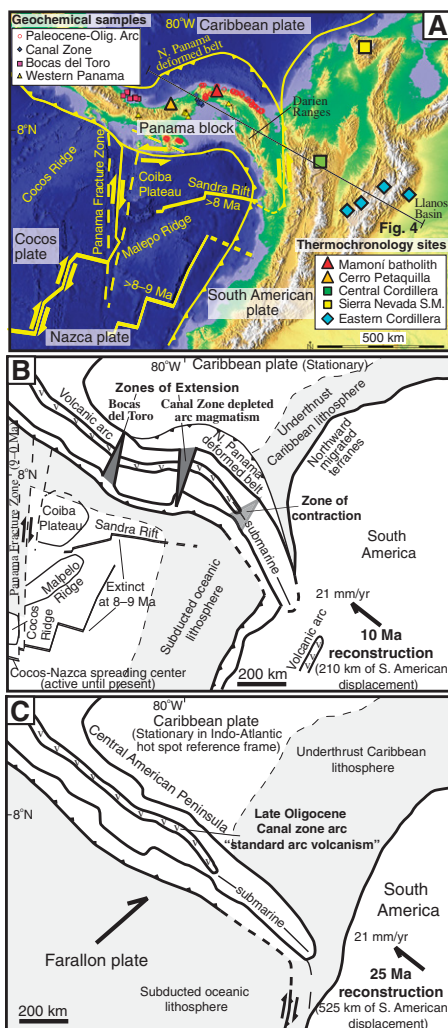 A
Geochemical samples
Paleocene-Olig. Arc
Canal Zone
Bocas del Toro
Western Panama
80°W
Caribbean plate
N. Panama
deformed belt
8°N
Panama block
Darien
Ranges
Cocos Ridge
Panama Fracture Zone
Coiba
Plateau
Sandra Rift
>8 Ma
Malepo Ridge
Cocos
plate
>8–9 Ma
Nazca plate
South American
plate
Llanos
Basin
Fig. 4
Thermochronology sites
Mamoní batholith
Cerro Petaquilla
Central Cordillera
Sierra Nevada S.M.
Eastern Cordillera
500 km
B
80°W
Caribbean plate (Stationary)
Zones of Extension
Bocas
del Toro
Canal Zone depleted
arc magmatism
Volcanic arc
V
N. Panama
deformed belt
Underthrust
Caribbean lithosphere
Northward
migrated
terranes
8°N
Panama Fracture Zone (9–0 Ma)
Coiba
Plateau
Sandra Rift
Malpelo
Ridge
Cocos
Ridge
Extinct
at 8–9 Ma
Subducted oceanic
lithosphere
Zone of
contraction
submarine
South
America
21 mm/yr
10 Ma
reconstruction
(210 km of S. American
displacement)
Volcanic arc
Cocos-Nazca spreading center
(active until present)
200 km
C
80°W
Caribbean plate
(Stationary in Indo-Atlantic
hot spot reference frame)
Central American Peninsula
Underthrust Caribbean
lithosphere
8°N
Late Oligocene
Canal zone arc
“standard arc volcanism”
submarine
South
America
21 mm/yr
25 Ma
reconstruction
(525 km of S. American
displacement)
Farallon plate
Subducted oceanic
lithosphere
200 km